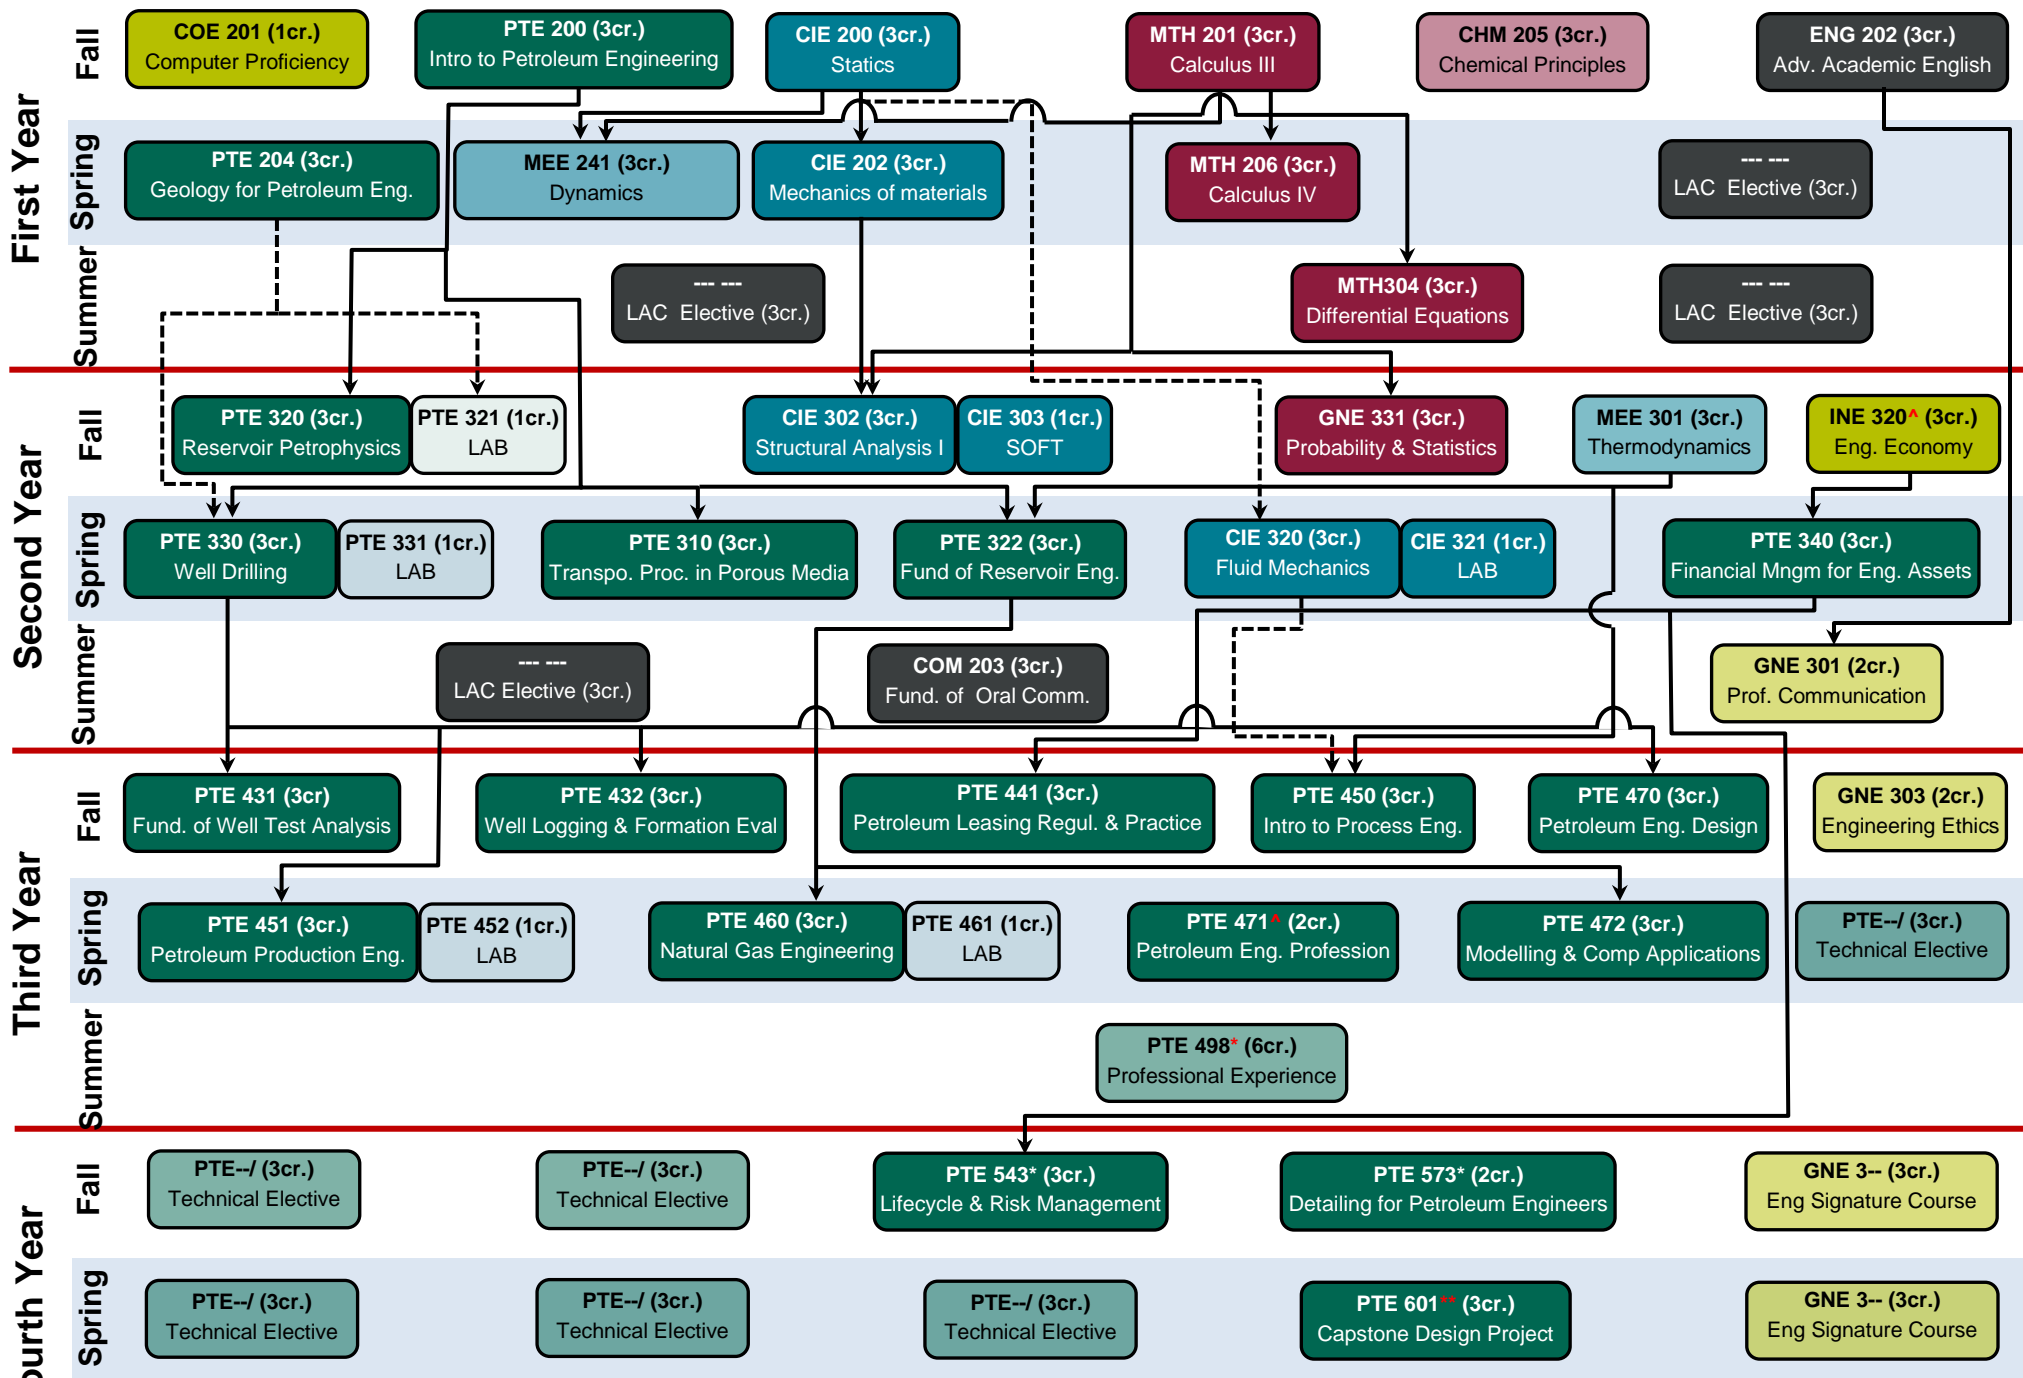 First Year
Fall
COE 201 (1cr.)
Computer Proficiency
PTE 200 (3cr.)
Intro to Petroleum Engineering
CIE 200 (3cr.)
Statics
MTH 201 (3cr.)
Calculus III
CHM 205 (3cr.)
Chemical Principles
ENG 202 (3cr.)
Adv. Academic English
Spring
PTE 204 (3cr.)
Geology for Petroleum Eng.
MEE 241 (3cr.)
Dynamics
CIE 202 (3cr.)
Mechanics of materials
MTH 206 (3cr.)
Calculus IV
--- ---
LAC Elective (3cr.)
Summer
--- ---
LAC Elective (3cr.)
MTH304 (3cr.)
Differential Equations
--- ---
LAC Elective (3cr.)
Second Year
Fall
PTE 320 (3cr.)
Reservoir Petrophysics
PTE 321 (1cr.)
LAB
CIE 302 (3cr.)
Structural Analysis I
CIE 303 (1cr.)
SOFT
GNE 331 (3cr.)
Probability & Statistics
MEE 301 (3cr.)
Thermodynamics
INE 320^ (3cr.)
Eng. Economy
Spring
PTE 330 (3cr.)
Well Drilling
PTE 331 (1cr.)
LAB
PTE 310 (3cr.)
Transpo. Proc. in Porous Media
PTE 322 (3cr.)
Fund of Reservoir Eng.
CIE 320 (3cr.)
Fluid Mechanics
CIE 321 (1cr.)
LAB
PTE 340 (3cr.)
Financial Mngm for Eng. Assets
Summer
--- ---
LAC Elective (3cr.)
COM 203 (3cr.)
Fund. of Oral Comm.
GNE 301 (2cr.)
Prof. Communication
Third Year
Fall
PTE 431 (3cr)
Fund. of Well Test Analysis
PTE 432 (3cr.)
Well Logging & Formation Eval
PTE 441 (3cr.)
Petroleum Leasing Regul. & Practice
PTE 450 (3cr.)
Intro to Process Eng.
PTE 470 (3cr.)
Petroleum Eng. Design
GNE 303 (2cr.)
Engineering Ethics
Spring
PTE 451 (3cr.)
Petroleum Production Eng.
PTE 452 (1cr.)
LAB
PTE 460 (3cr.)
Natural Gas Engineering
PTE 461 (1cr.)
LAB
PTE 471^ (2cr.)
Petroleum Eng. Profession
PTE 472 (3cr.)
Modelling & Comp Applications
PTE--/ (3cr.)
Technical Elective
Summer
PTE 498* (6cr.)
Professional Experience
ourth Year
Fall
PTE--/ (3cr.)
Technical Elective
PTE--/ (3cr.)
Technical Elective
PTE 543* (3cr.)
Lifecycle & Risk Management
PTE 573* (2cr.)
Detailing for Petroleum Engineers
GNE 3-- (3cr.)
Eng Signature Course
Spring
PTE--/ (3cr.)
Technical Elective
PTE--/ (3cr.)
Technical Elective
PTE--/ (3cr.)
Technical Elective
PTE 601** (3cr.)
Capstone Design Project
GNE 3-- (3cr.)
Eng Signature Course